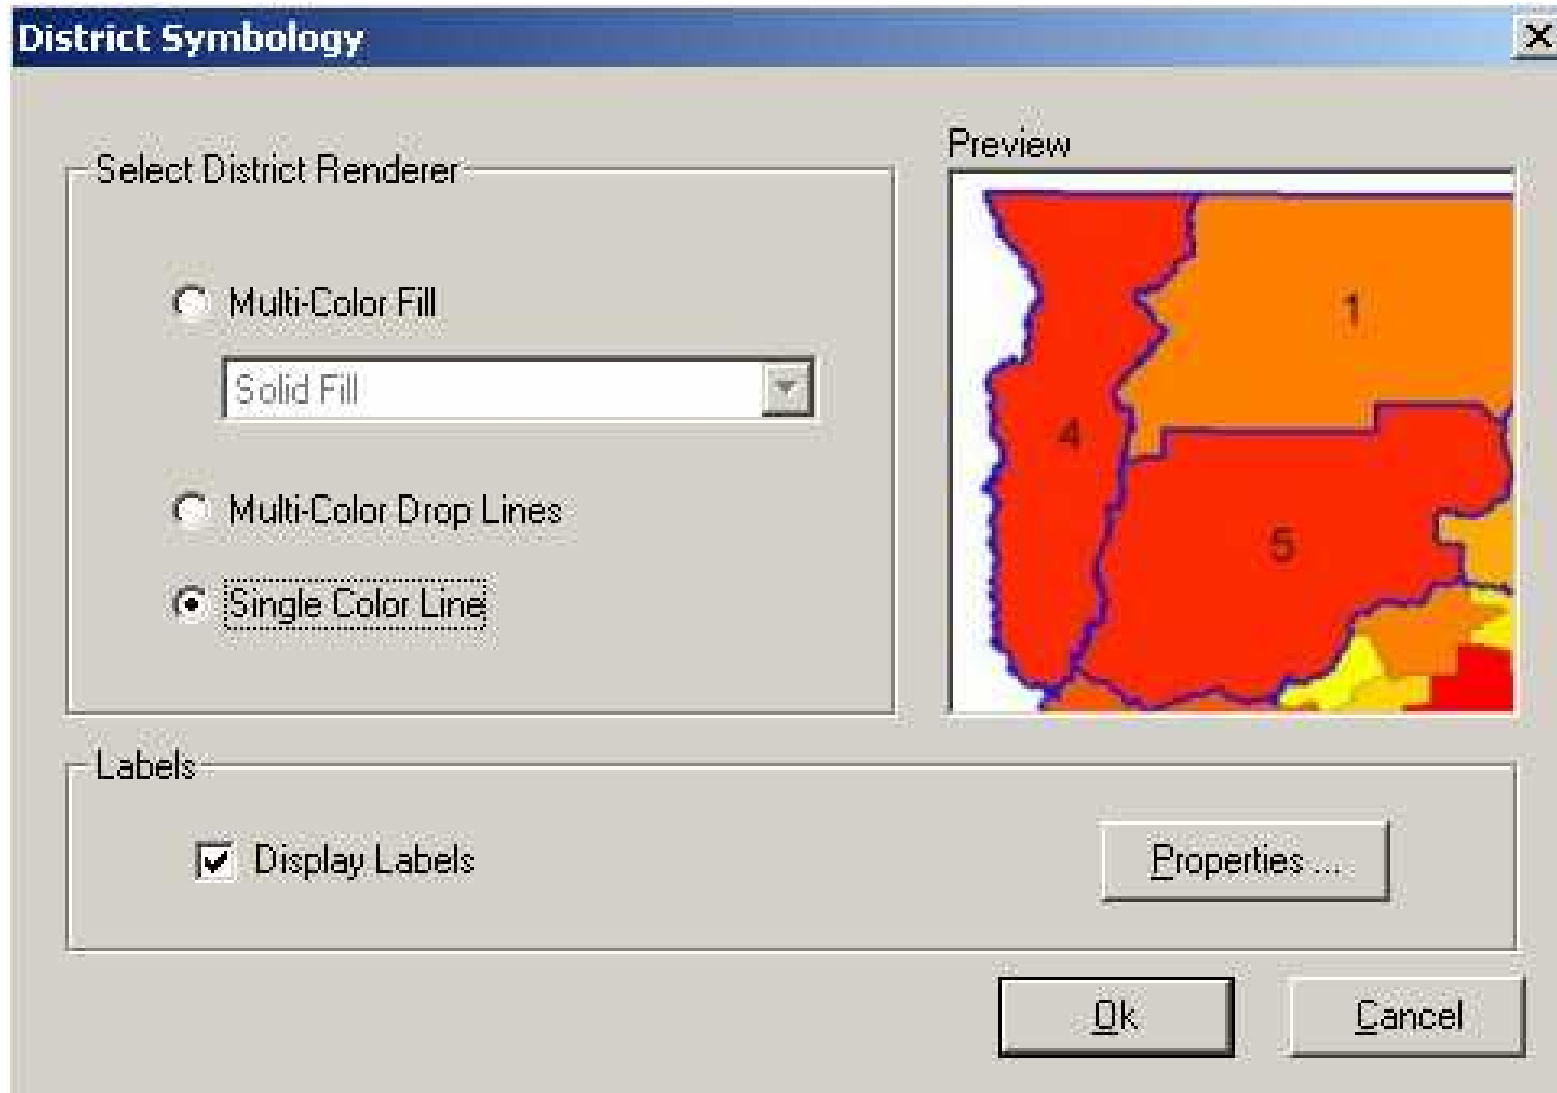 District Symbology
Select District Renderer
Preview
Multi-Color Fill
Solid Fill
Multi-Color Drop Lines
Single Color Line
1
4
5
Labels
Display Labels
Properties ...
Ok
Cancel